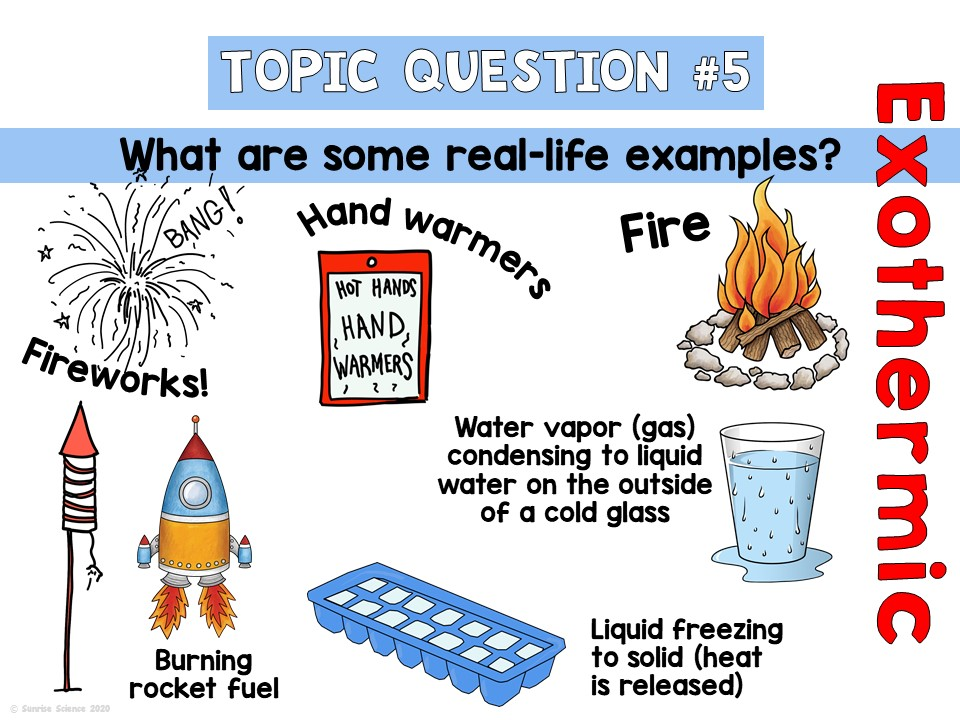 TOPIC QUESTION #5
What are some real-life examples?
Exothermic
BANG!
Fireworks!
Hand warmers
HOT HANDS
HAND
WARMERS
Fire
Water vapor (gas)
condensing to liquid
water on the outside
of a cold glass
Burning
rocket fuel
Liquid freezing
to solid (heat
is released)
© Sunrise Science 2020